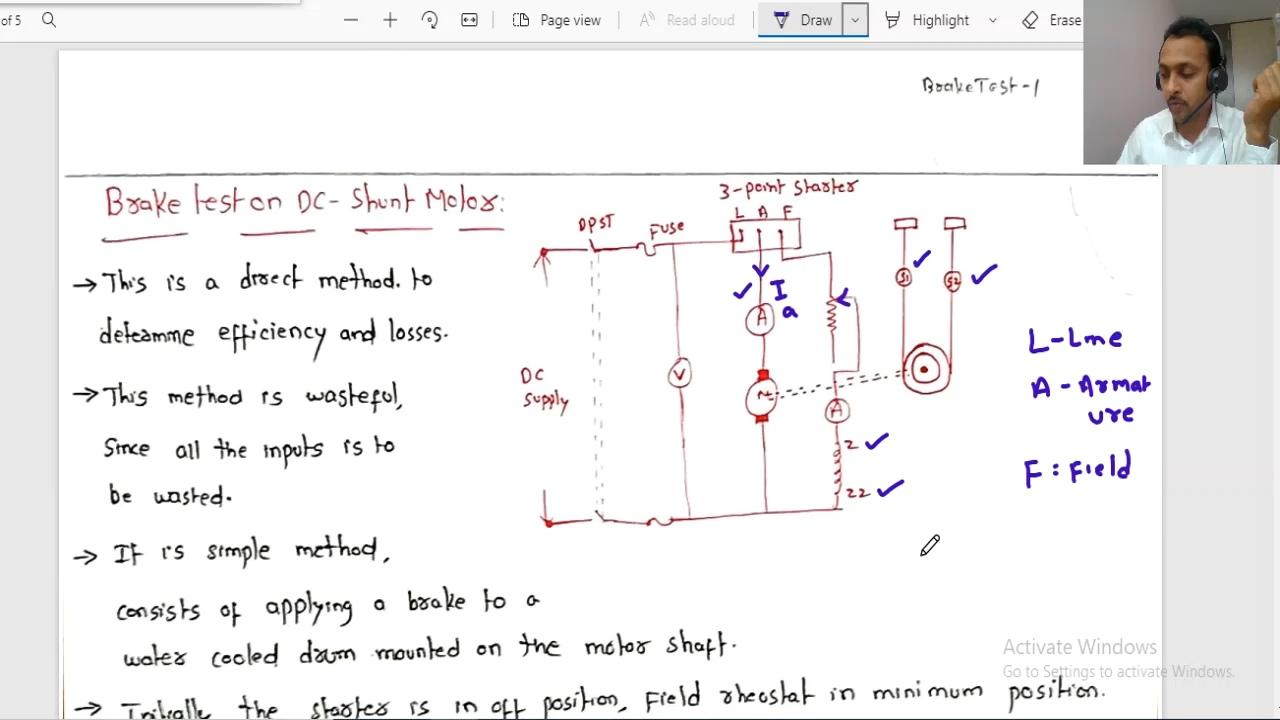 of 5
Page view
Read aloud
Draw
Highlight
Erase
BrakeTest-1
Brake test on DC-Shunt Motor:
→ This is a direct method. to
determine efficiency and losses.
→ This method is wasteful,
Since all the inputs is to
be wasted.
→ It is simple method,
consists of applying a brake to a
water cooled drum mounted on the motor shaft.
→ Initially the starter is in off position, Field rheostat in minimum position.
3-point starter
L A F
DPST
Fuse
I
a
A
V
M
A
DC
Supply
2
22
S1
S2
L-Line
A - Armat
ure
F : Field
Activate Windows
Go to Settings to activate Windows.